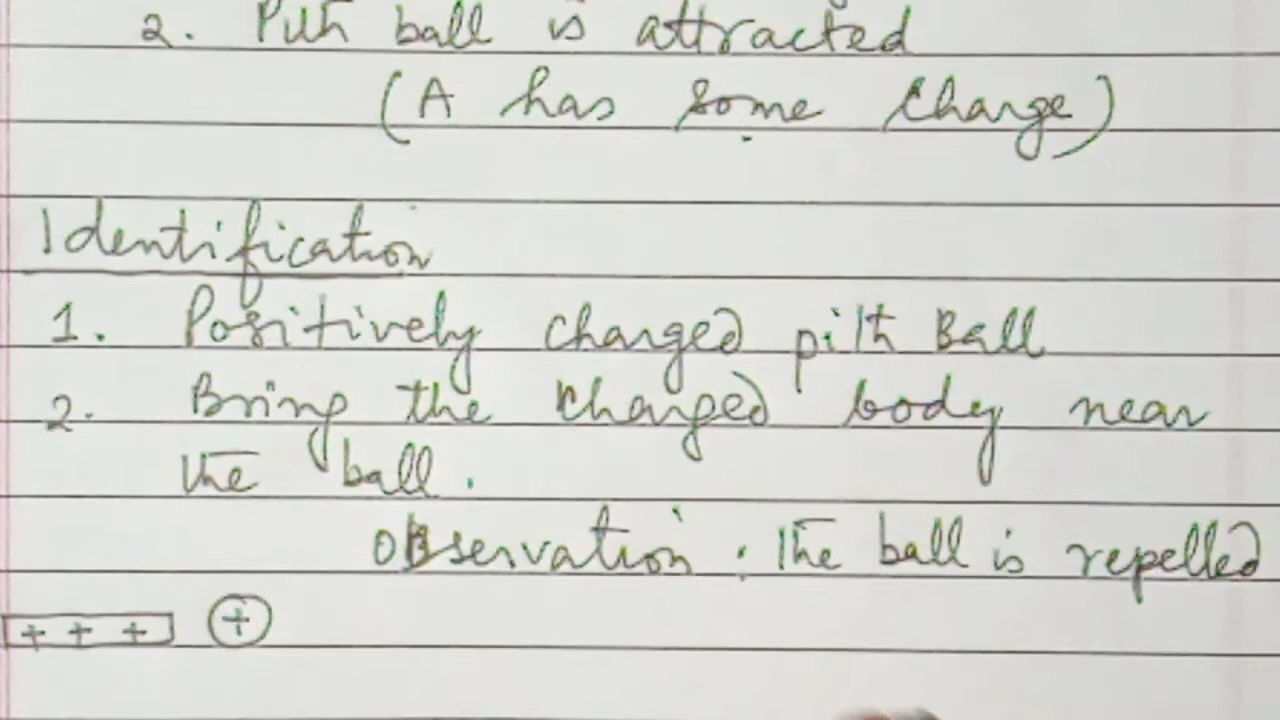 2. Pith ball is attracted
(A has some charge)
Identification
1. Positively charged pith Ball
2. Bring the charged body near
the ball.
Observation : The ball is repelled
+ + + +